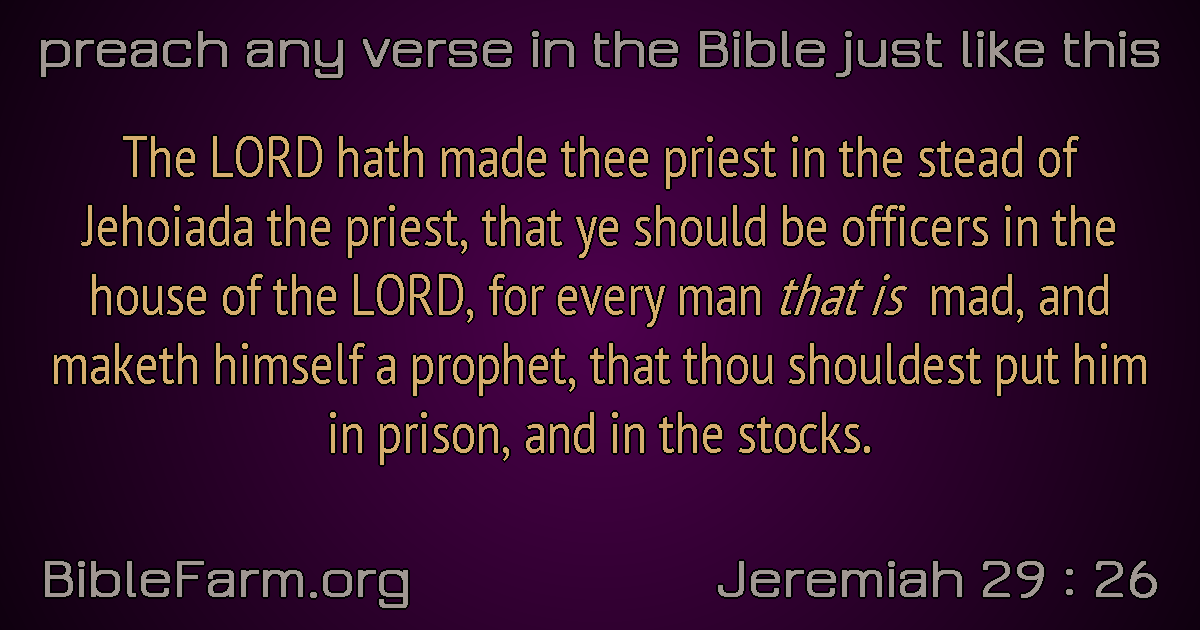 preach any verse in the Bible just like this
The LORD hath made thee priest in the stead of
Jehoiada the priest, that ye should be officers in the
house of the LORD, for every man that is mad, and
maketh himself a prophet, that thou shouldest put him
in prison, and in the stocks.
BibleFarm.org
Jeremiah 29 : 26